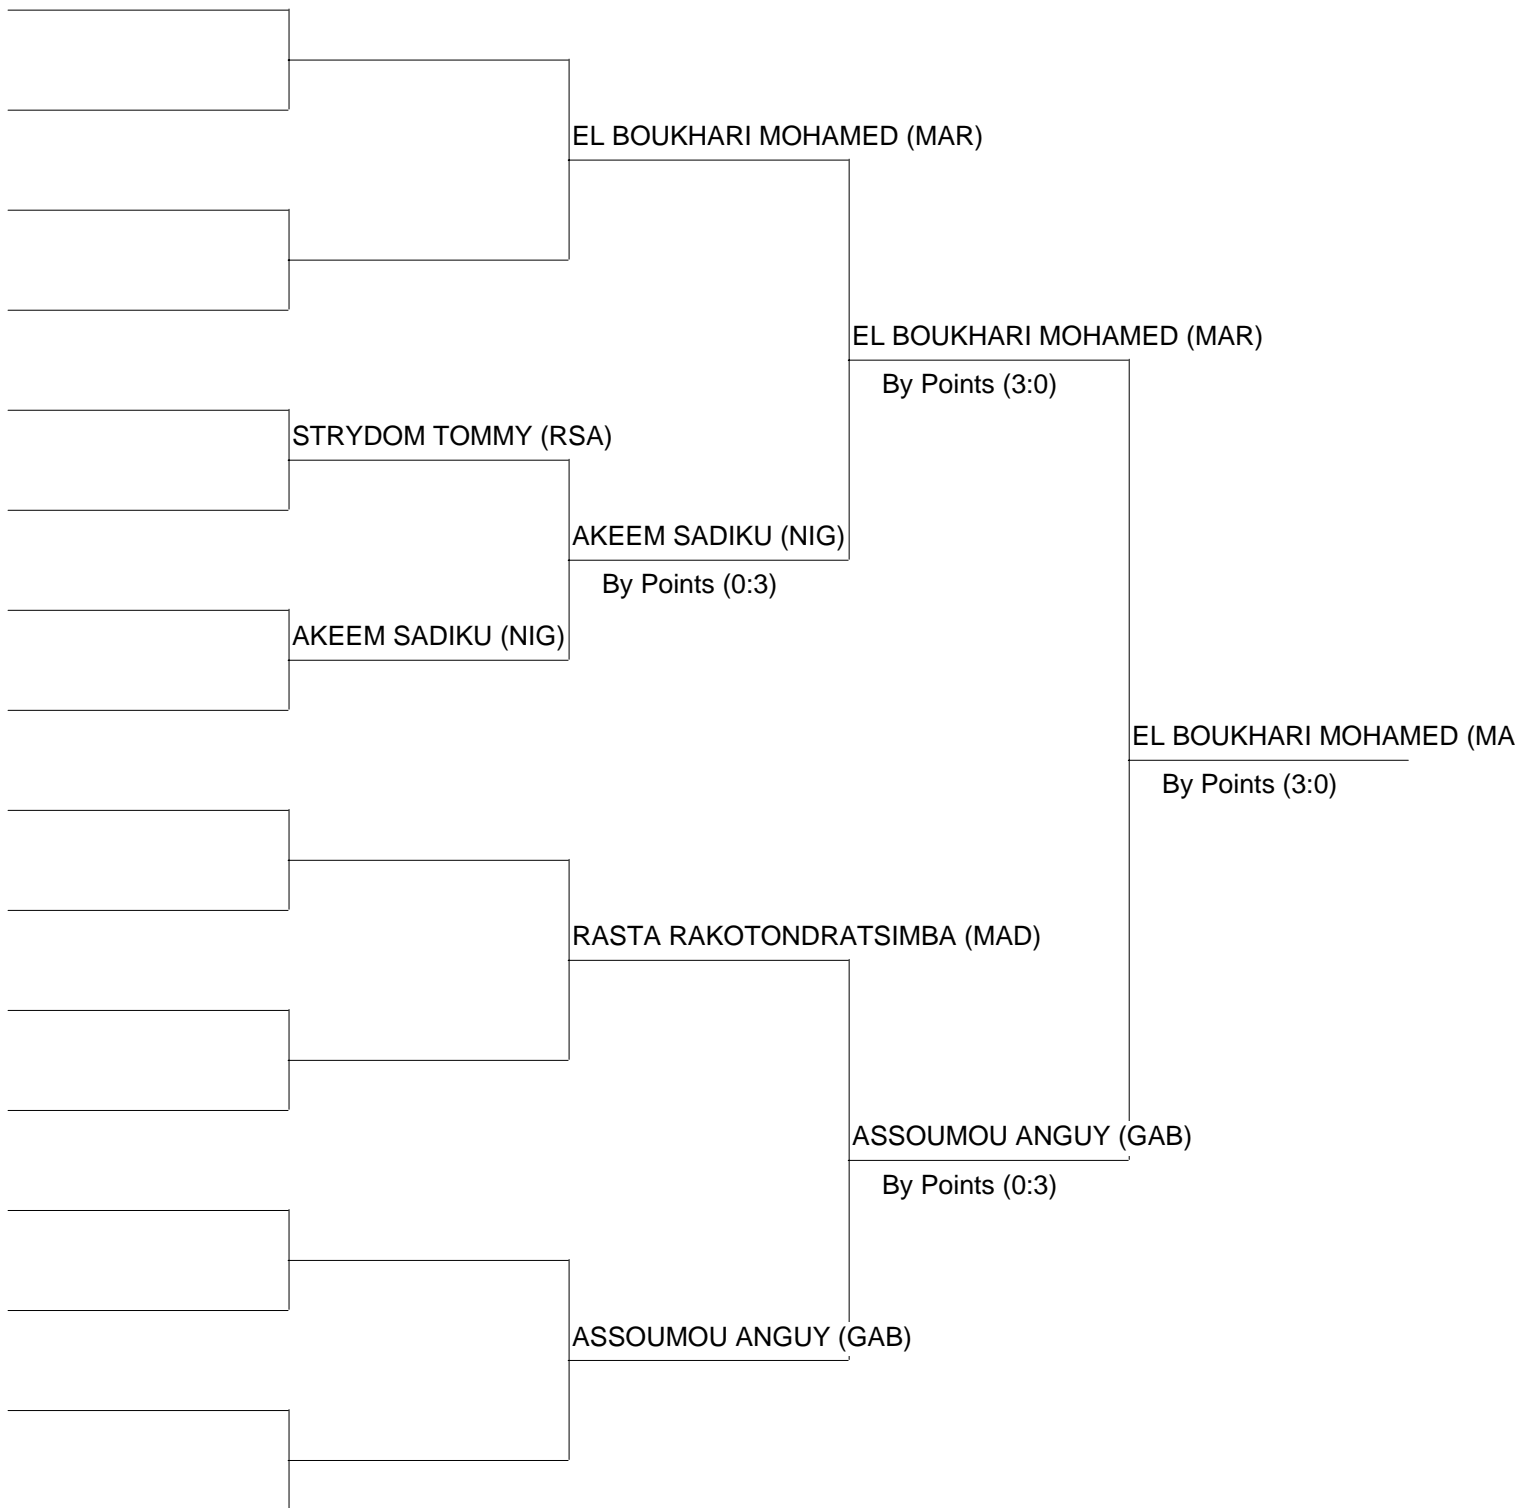 EL BOUKHARI MOHAMED (MAR)
EL BOUKHARI MOHAMED (MAR)
By Points (3:0)
STRYDOM TOMMY (RSA)
AKEEM SADIKU (NIG)
By Points (0:3)
AKEEM SADIKU (NIG)
EL BOUKHARI MOHAMED (MA
By Points (3:0)
RASTA RAKOTONDRATSIMBA (MAD)
ASSOUMOU ANGUY (GAB)
By Points (0:3)
ASSOUMOU ANGUY (GAB)